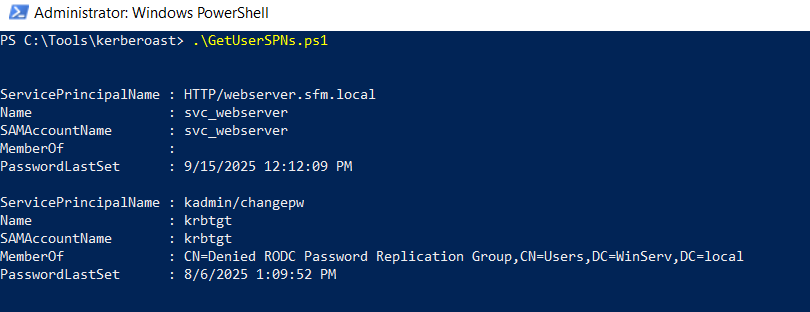 Administrator: Windows PowerShell
PS C:\Tools\kerberoast> .\GetUserSPNs.ps1
ServicePrincipalName : HTTP/webserver.sfm.local
Name                 : svc_webserver
SAMAccountName       : svc_webserver
MemberOf             :
PasswordLastSet      : 9/15/2025 12:12:09 PM
ServicePrincipalName : kadmin/changepw
Name                 : krbtgt
SAMAccountName       : krbtgt
MemberOf             : CN=Denied RODC Password Replication Group,CN=Users,DC=WinServ,DC=local
PasswordLastSet      : 8/6/2025 1:09:52 PM